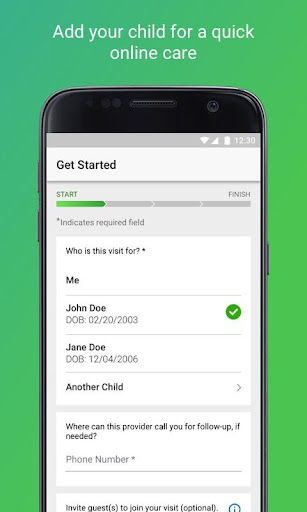 Add your child for a quick
online care
12:30
Get Started
START
FINISH
*Indicates required field
Who is this visit for? *
Me
John Doe
DOB: 02/20/2003
Jane Doe
DOB: 12/04/2006
Another Child
Where can this provider call you for follow-up, if
needed?
Phone Number *
Invite guest(s) to join your visit (optional).